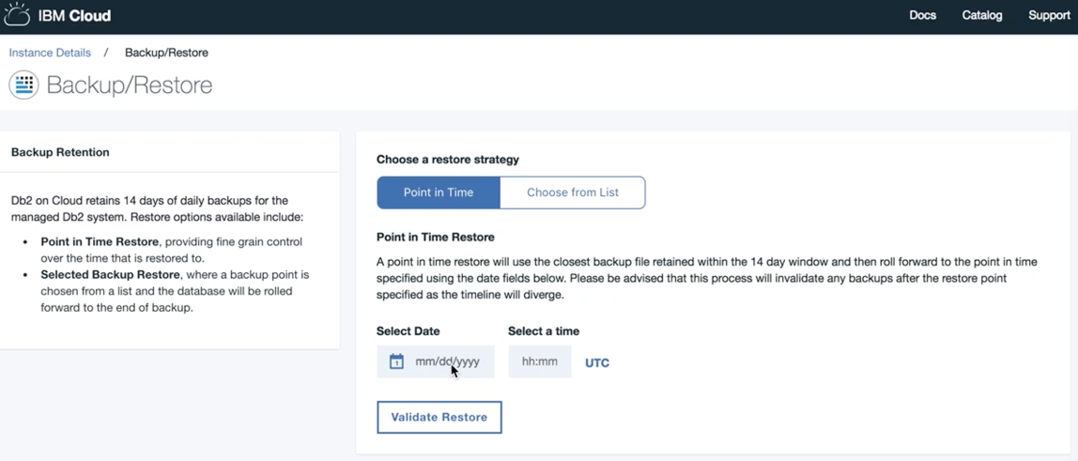 IBM Cloud
Docs Catalog Support
Instance Details / Backup/Restore
Backup/Restore
Backup Retention
Db2 on Cloud retains 14 days of daily backups for the
managed Db2 system. Restore options available include:
• Point in Time Restore, providing fine grain control
over the time that is restored to.
• Selected Backup Restore, where a backup point is
chosen from a list and the database will be rolled
forward to the end of backup.
Choose a restore strategy
Point in Time Choose from List
Point in Time Restore
A point in time restore will use the closest backup file retained within the 14 day window and then roll forward to the point in time
specified using the date fields below. Please be advised that this process will invalidate any backups after the restore point
specified as the timeline will diverge.
Select Date Select a time
mm/dd/yyyy hh:mm UTC
Validate Restore